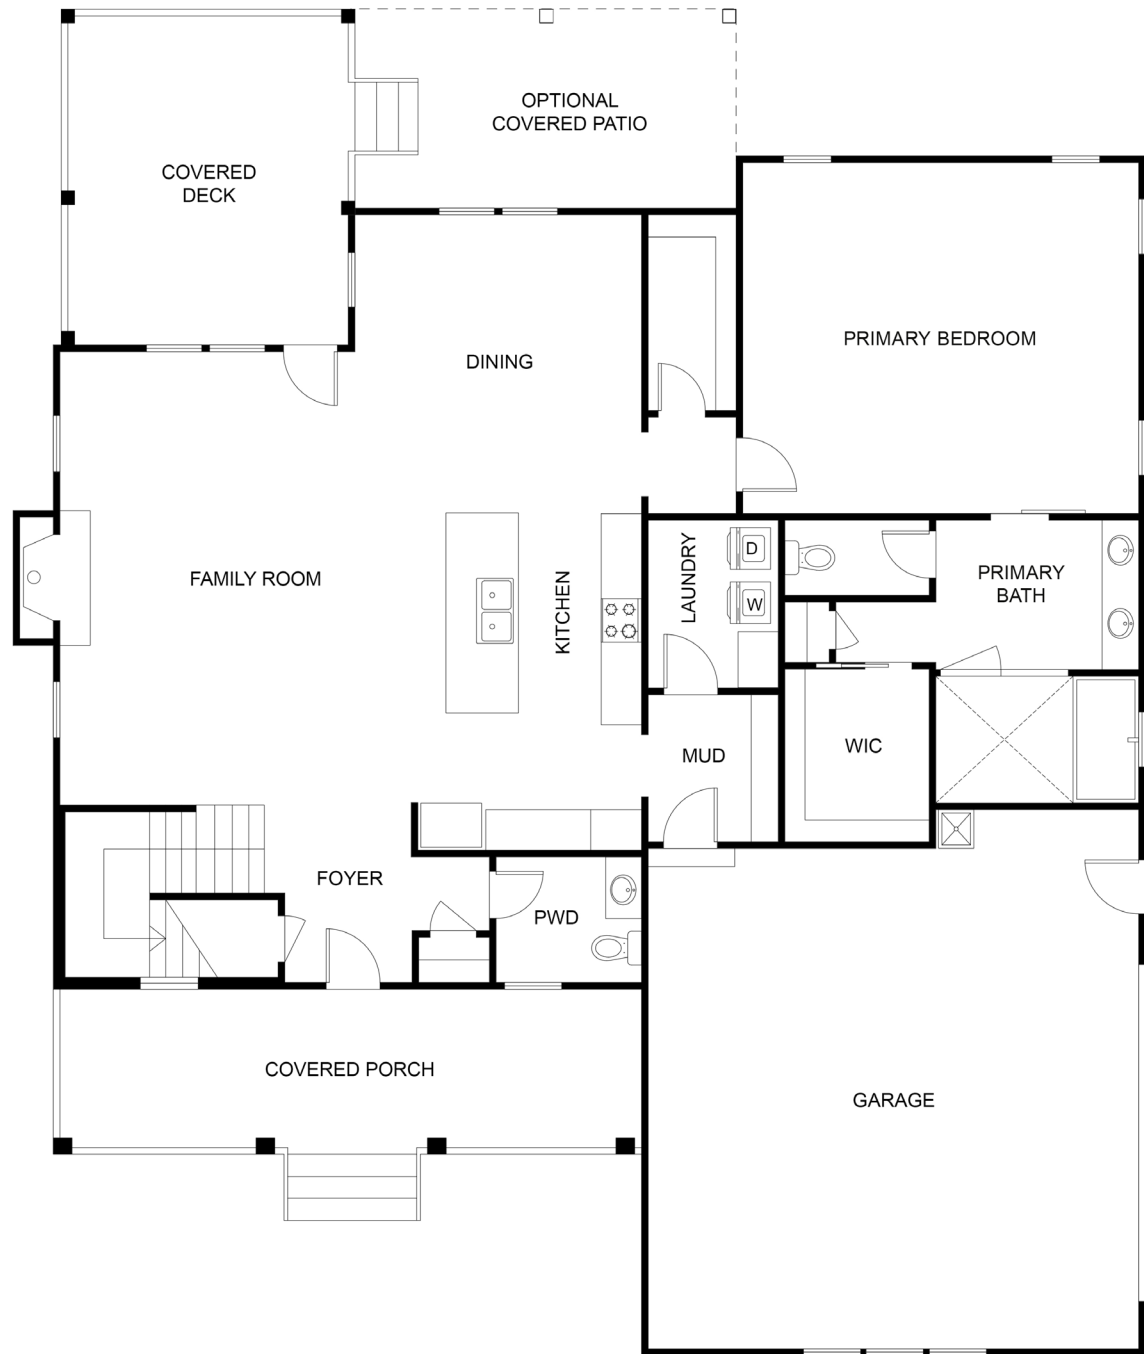 OPTIONAL
COVERED PATIO
COVERED
DECK
PRIMARY BEDROOM
DINING
D
LAUNDRY
PRIMARY
BATH
FAMILY ROOM
KITCHEN
W
MUD
WIC
FOYER
PWD
COVERED PORCH
GARAGE